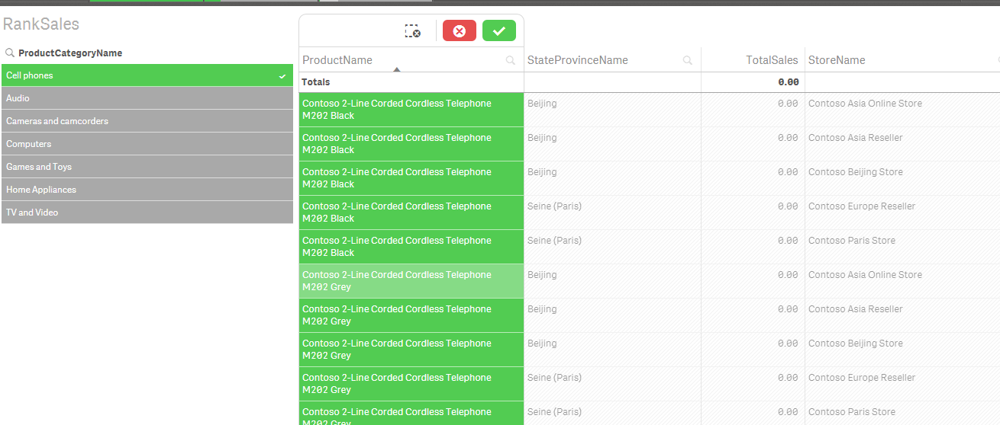 RankSales
ProductCategoryName
Cell phones
Audio
Cameras and camcorders
Computers
Games and Toys
Home Appliances
TV and Video
ProductName StateProvinceName TotalSales StoreName
Totals 0.00
Contoso 2-Line Corded Cordless Telephone Beijing 0.00 Contoso Asia Online Store
M202 Black
Contoso 2-Line Corded Cordless Telephone Beijing 0.00 Contoso Asia Reseller
M202 Black
Contoso 2-Line Corded Cordless Telephone Beijing 0.00 Contoso Beijing Store
M202 Black
Contoso 2-Line Corded Cordless Telephone Seine (Paris) 0.00 Contoso Europe Reseller
M202 Black
Contoso 2-Line Corded Cordless Telephone Seine (Paris) 0.00 Contoso Paris Store
M202 Black
Contoso 2-Line Corded Cordless Telephone Beijing 0.00 Contoso Asia Online Store
M202 Grey
Contoso 2-Line Corded Cordless Telephone Beijing 0.00 Contoso Asia Reseller
M202 Grey
Contoso 2-Line Corded Cordless Telephone Beijing 0.00 Contoso Beijing Store
M202 Grey
Contoso 2-Line Corded Cordless Telephone Seine (Paris) 0.00 Contoso Europe Reseller
M202 Grey
Contoso 2-Line Corded Cordless Telephone Seine (Paris) 0.00 Contoso Paris Store
M202 Grey